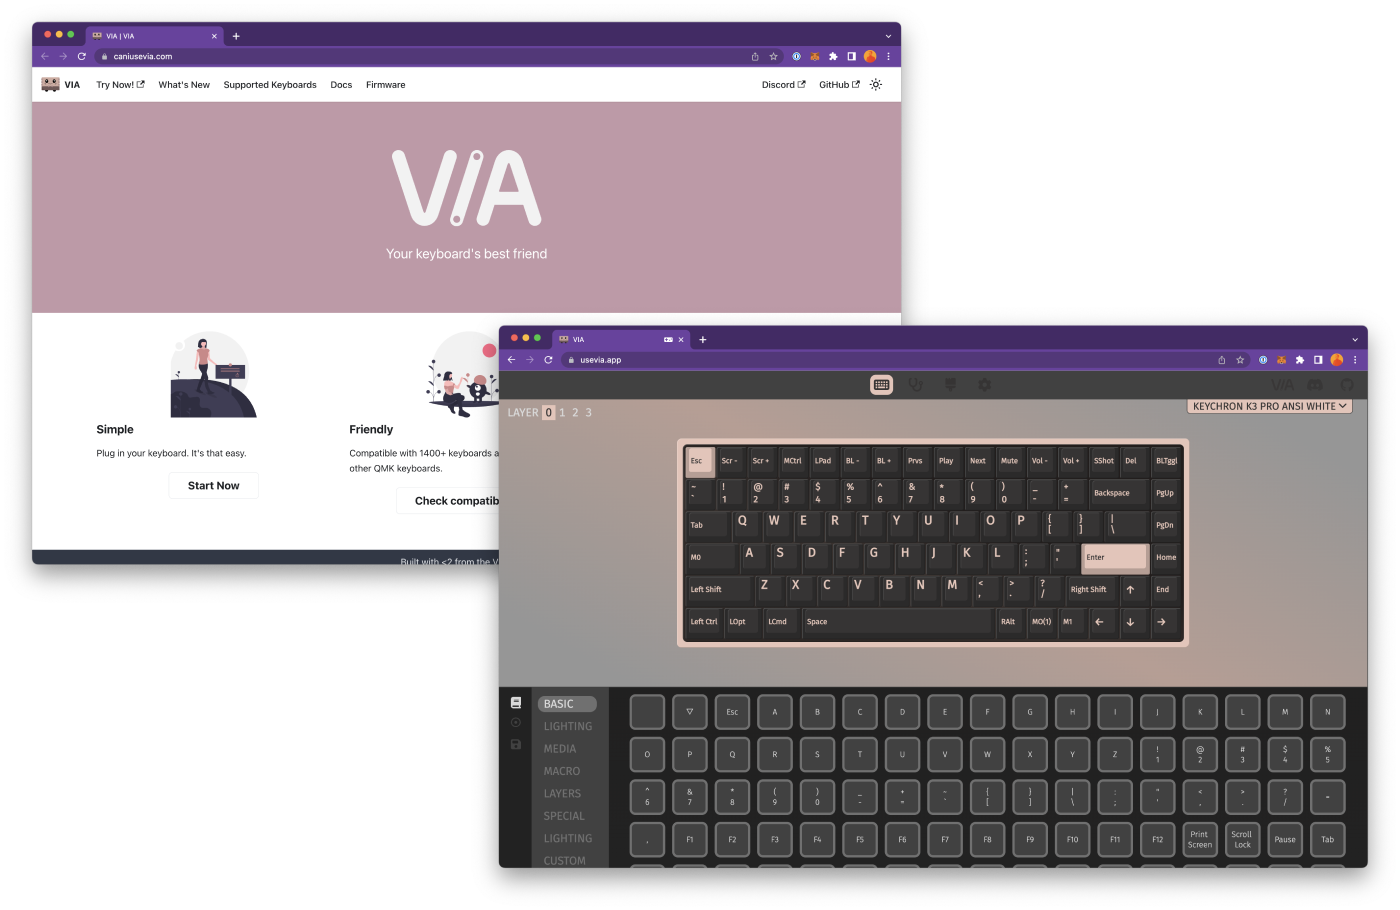 VIA | VIA
caniusevia.com
VIA Try Now! What's New Supported Keyboards Docs Firmware Discord GitHub
VIA
Your keyboard's best friend
Simple
Plug in your keyboard. It's that easy.
Start Now
Friendly
Compatible with 1400+ keyboards a
other QMK keyboards.
Check compatib
Built with <2 from the V
VIA
usevia.app
VIA
LAYER 0 1 2 3
KEYCHRON K3 PRO ANSI WHITE
Esc Scr - Scr + MCtrl LPad BL - BL + Prvs Play Next Mute Vol - Vol + SShot Del BLTggl
~ ! @ # $ % ^ & * ( ) _ +
` 1 2 3 4 5 6 7 8 9 0 - = Backspace PgUp
Tab Q W E R T Y U I O P { } | PgDn
[ ] \
M0 A S D F G H J K L : " Enter Home
; '
Left Shift Z X C V B N M < > ? Right Shift ↑ End
, . /
Left Ctrl LOpt LCmd Space RAlt MO(1) M1 ← ↓ →
BASIC
LIGHTING
MEDIA
MACRO
LAYERS
SPECIAL
LIGHTING
CUSTOM
▽ Esc A B C D E F G H I J K L M N
O P Q R S T U V W X Y Z ! @ # $ %
1 2 3 4 5
^ & * ( ) _ + ~ { } | : " < > ? =
6 7 8 9 0 - = ` [ ] \ ; ' , . /
, F1 F2 F3 F4 F5 F6 F7 F8 F9 F10 F11 F12 Print Scroll Pause Tab
Screen Lock